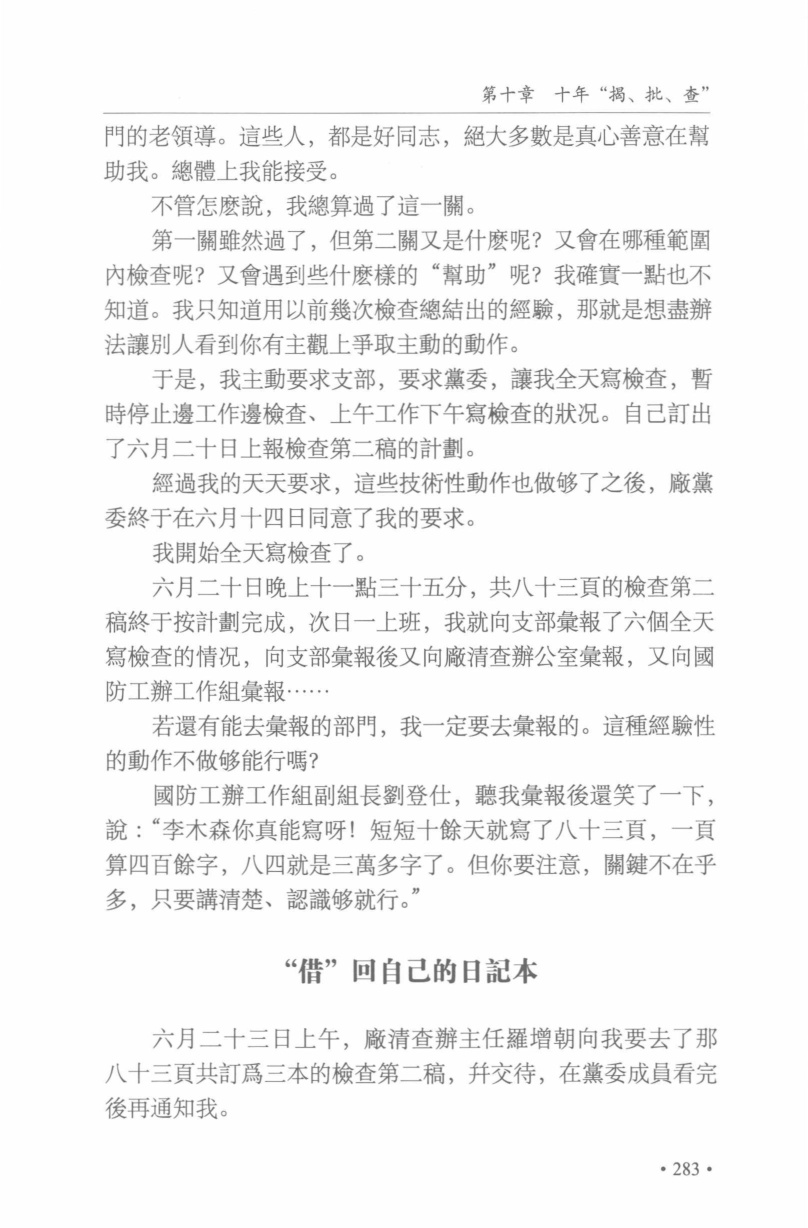 第十章　十年“揭、批、查”
門的老領導。這些人，都是好同志，絕大多數是真心善意在幫
助我。總體上我能接受。
不管怎麼說，我總算過了這一關。
第一關雖然過了，但第二關又是什麼呢？又會在哪種範圍
內檢查呢？又會遇到些什麼樣的“幫助”呢？我確實一點也不
知道。我只知道用以前幾次檢查總結出的經驗，那就是想盡辦
法讓別人看到你有主觀上爭取主動的動作。
于是，我主動要求支部，要求黨委，讓我全天寫檢查，暫
時停止邊工作邊檢查、上午工作下午寫檢查的狀况。自己訂出
了六月二十日上報檢查第二稿的計劃。
經過我的天天要求，這些技術性動作也做够了之後，廠黨
委終于在六月十四日同意了我的要求。
我開始全天寫檢查了。
六月二十日晚上十一點三十五分，共八十三頁的檢查第二
稿終于按計劃完成，次日一上班，我就向支部彙報了六個全天
寫檢查的情况，向支部彙報後又向廠清查辦公室彙報，又向國
防工辦工作組彙報……
若還有能去彙報的部門，我一定要去彙報的。這種經驗性
的動作不做够能行嗎？
國防工辦工作組副組長劉登仕，聽我彙報後還笑了一下，
說：“李木森你真能寫呀！短短十餘天就寫了八十三頁，一頁
算四百餘字，八四就是三萬多字了。但你要注意，關鍵不在乎
多，只要講清楚、認識够就行。”
“借”回自己的日記本
六月二十三日上午，廠清查辦主任羅增朝向我要去了那
八十三頁共訂爲三本的檢查第二稿，幷交待，在黨委成員看完
後再通知我。
·283·